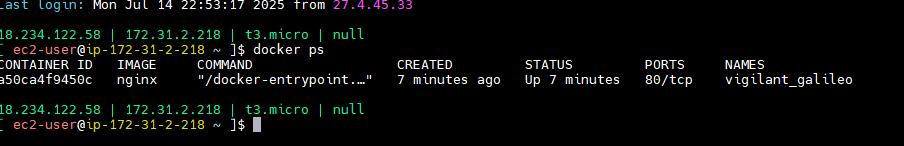 Last login: Mon Jul 14 22:53:17 2025 from 27.4.45.33
18.234.122.58 | 172.31.2.218 | t3.micro | null
[ ec2-user@ip-172-31-2-218 ~ ]$ docker ps
CONTAINER ID   IMAGE     COMMAND                  CREATED         STATUS         PORTS     NAMES
a50ca4f9450c   nginx     "/docker-entrypoint.…"   7 minutes ago   Up 7 minutes   80/tcp    vigilant_galileo
18.234.122.58 | 172.31.2.218 | t3.micro | null
[ ec2-user@ip-172-31-2-218 ~ ]$